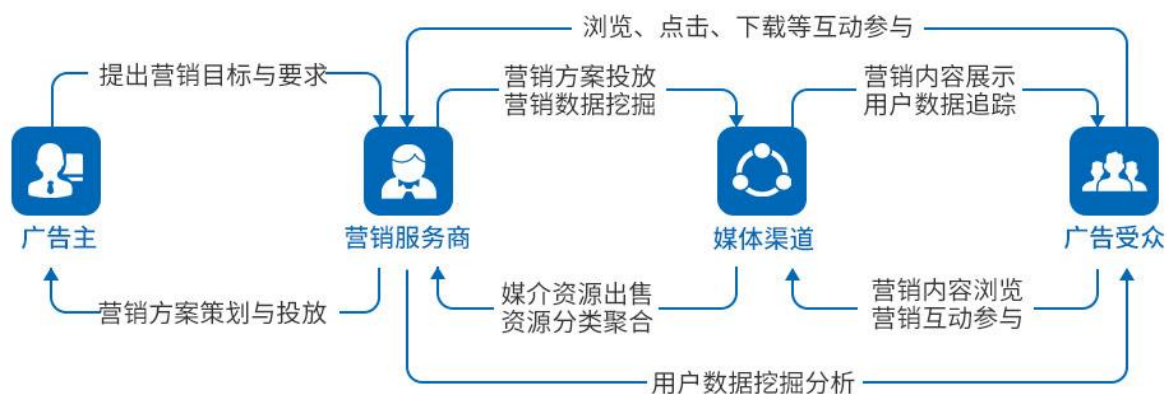 浏览、点击、下载等互动参与
提出营销目标与要求
营销方案投放
营销数据挖掘
营销内容展示
用户数据追踪
广告主
营销服务商
媒体渠道
广告受众
营销方案策划与投放
媒介资源出售
资源分类聚合
营销内容浏览
营销互动参与
用户数据挖掘分析